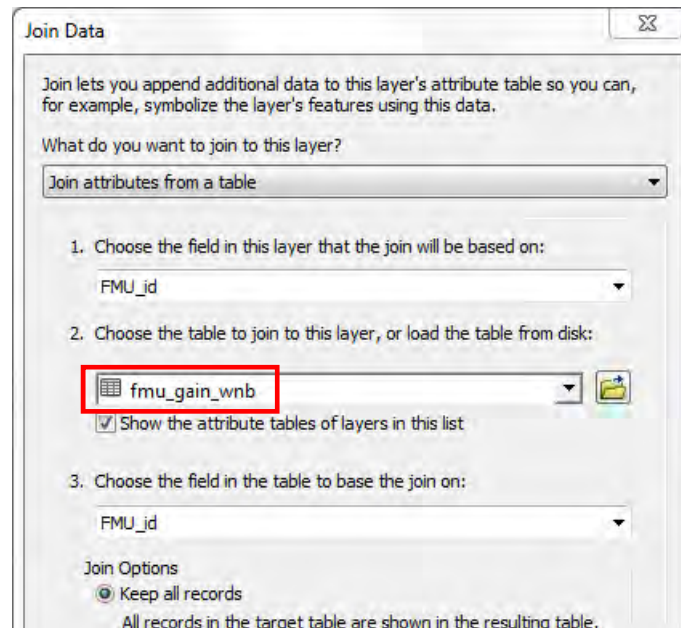 Join Data
Join lets you append additional data to this layer's attribute table so you can,
for example, symbolize the layer's features using this data.
What do you want to join to this layer?
Join attributes from a table
1. Choose the field in this layer that the join will be based on:
FMU_id
2. Choose the table to join to this layer, or load the table from disk:
fmu_gain_wnb
Show the attribute tables of layers in this list
3. Choose the field in the table to base the join on:
FMU_id
Join Options
Keep all records
All records in the target table are shown in the resulting table.